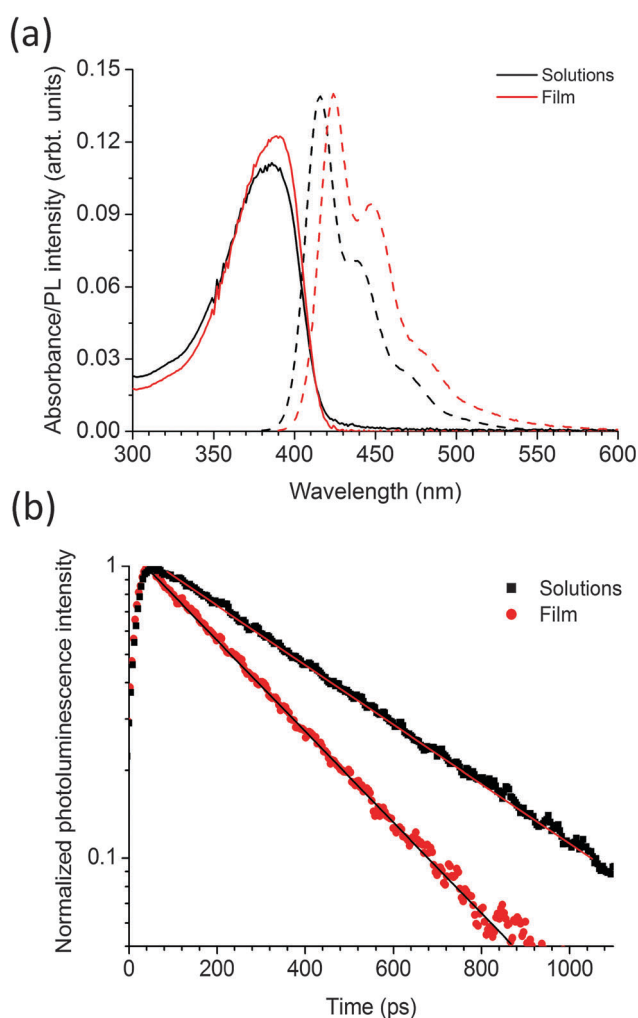 (a)
Absorbance/PL intensity (arbt. units)
0.15
0.12
0.09
0.06
0.03
0.00
Solutions
Film
300 350 400 450 500 550 600
Wavelength (nm)
(b)
Normalized photoluminescence intensity
1
0.1
Solutions
Film
0 200 400 600 800 1000
Time (ps)